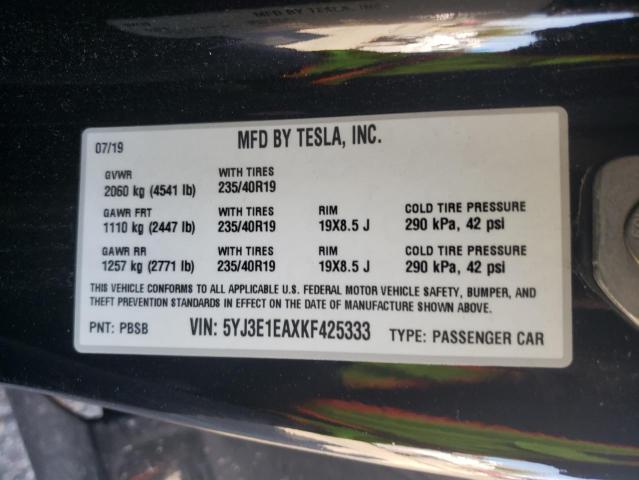 MFD BY TESLA, INC.
07/19
GVWR WITH TIRES
2060 kg (4541 lb) 235/40R19
GAWR FRT WITH TIRES RIM COLD TIRE PRESSURE
1110 kg (2447 lb) 235/40R19 19X8.5 J 290 kPa, 42 psi
GAWR RR WITH TIRES RIM COLD TIRE PRESSURE
1257 kg (2771 lb) 235/40R19 19X8.5 J 290 kPa, 42 psi
THIS VEHICLE CONFORMS TO ALL APPLICABLE U.S. FEDERAL MOTOR VEHICLE SAFETY, BUMPER, AND
THEFT PREVENTION STANDARDS IN EFFECT ON THE DATE OF MANUFACTURE SHOWN ABOVE.
PNT: PBSB VIN: 5YJ3E1EAXKF425333 TYPE: PASSENGER CAR